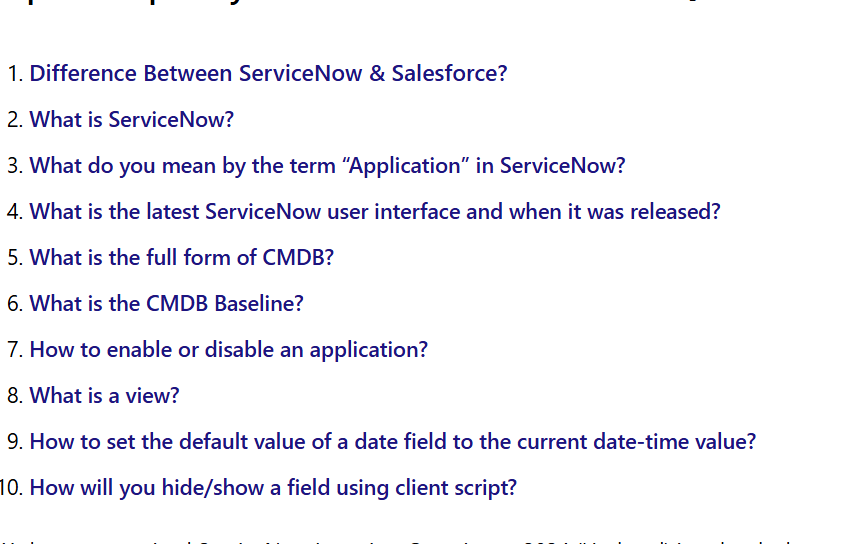 1. Difference Between ServiceNow & Salesforce?
2. What is ServiceNow?
3. What do you mean by the term “Application” in ServiceNow?
4. What is the latest ServiceNow user interface and when it was released?
5. What is the full form of CMDB?
6. What is the CMDB Baseline?
7. How to enable or disable an application?
8. What is a view?
9. How to set the default value of a date field to the current date-time value?
10. How will you hide/show a field using client script?